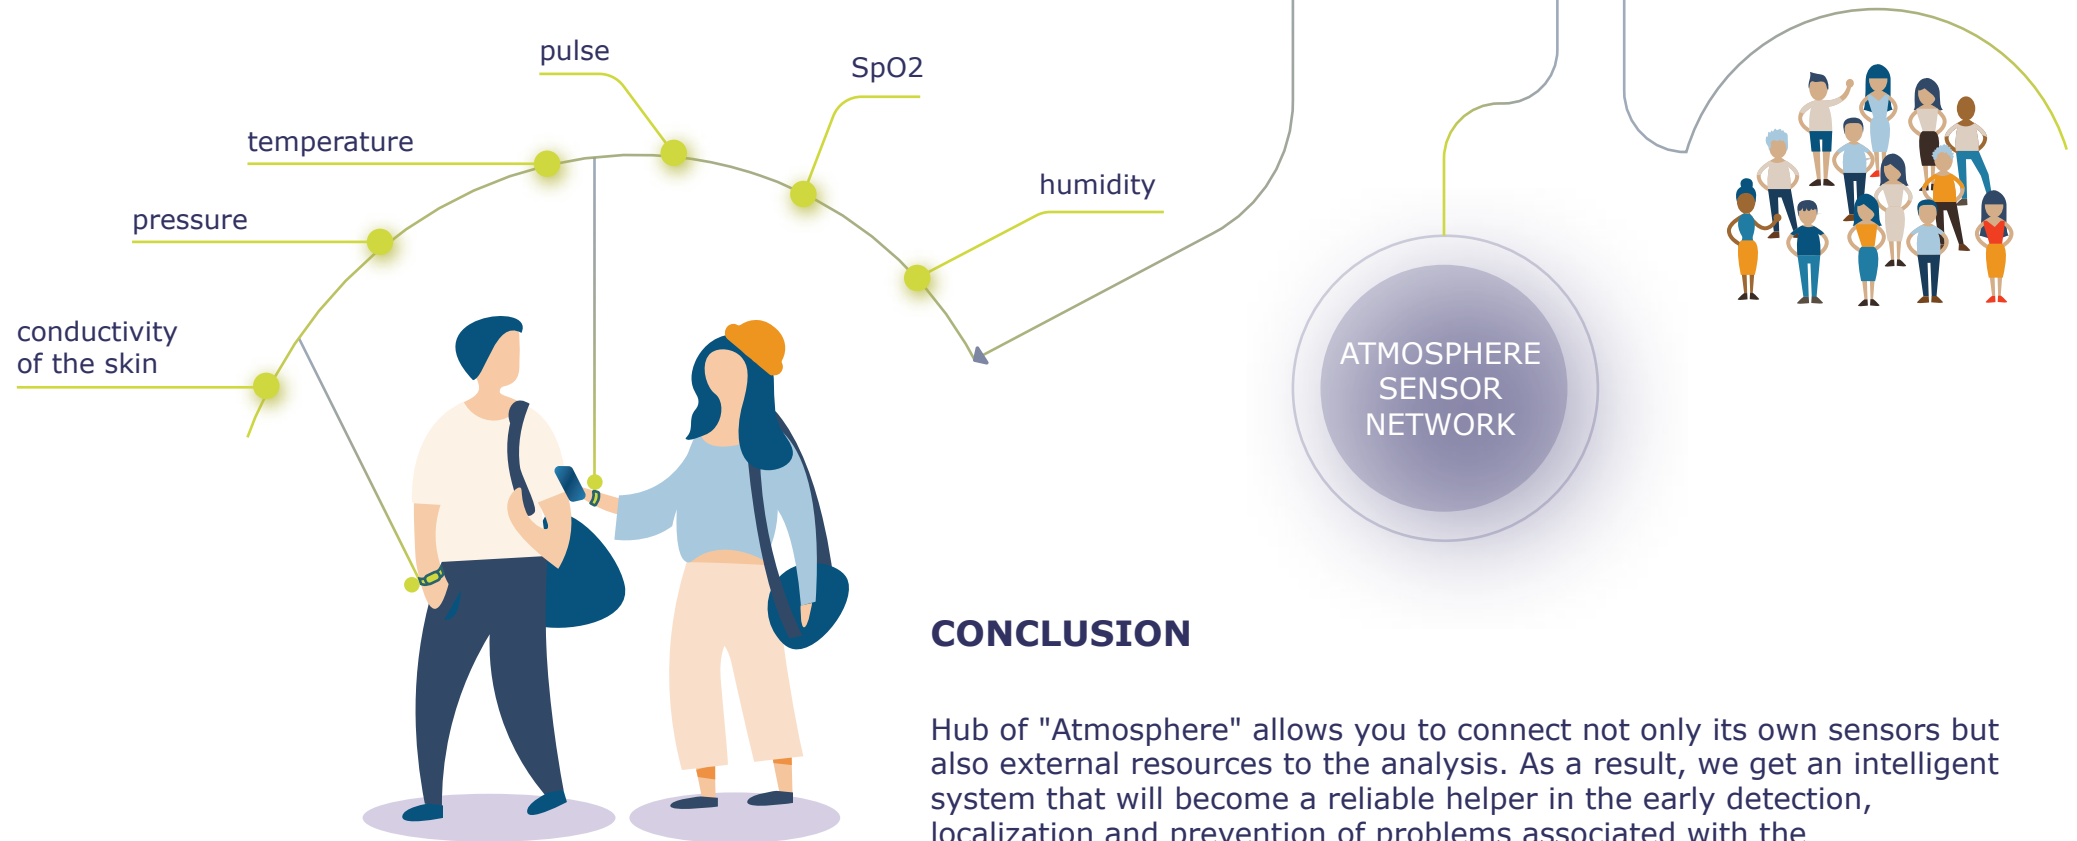 pulse
SpO2
temperature
humidity
pressure
conductivity
of the skin
ATMOSPHERE
SENSOR
NETWORK
CONCLUSION
Hub of "Atmosphere" allows you to connect not only its own sensors but
also external resources to the analysis. As a result, we get an intelligent
system that will become a reliable helper in the early detection,
localization and prevention of problems associated with the